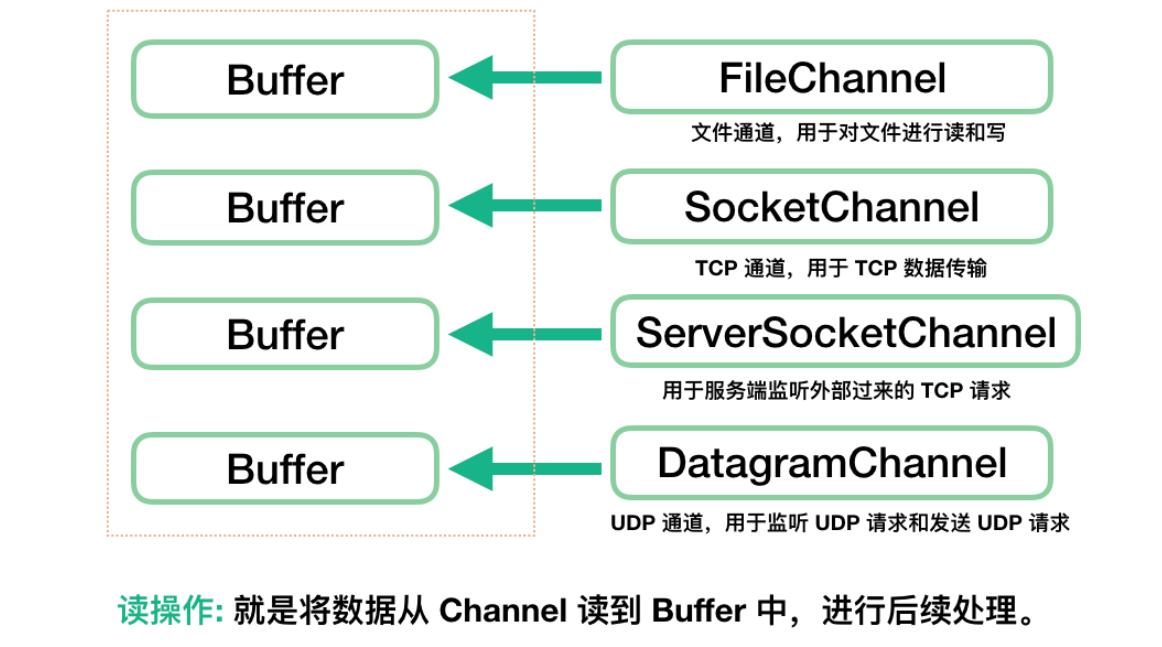 Buffer
FileChannel
文件通道，用于对文件进行读和写
Buffer
SocketChannel
TCP 通道，用于 TCP 数据传输
Buffer
ServerSocketChannel
用于服务端监听外部过来的 TCP 请求
Buffer
DatagramChannel
UDP 通道，用于监听 UDP 请求和发送 UDP 请求
读操作: 就是将数据从 Channel 读到 Buffer 中，进行后续处理。